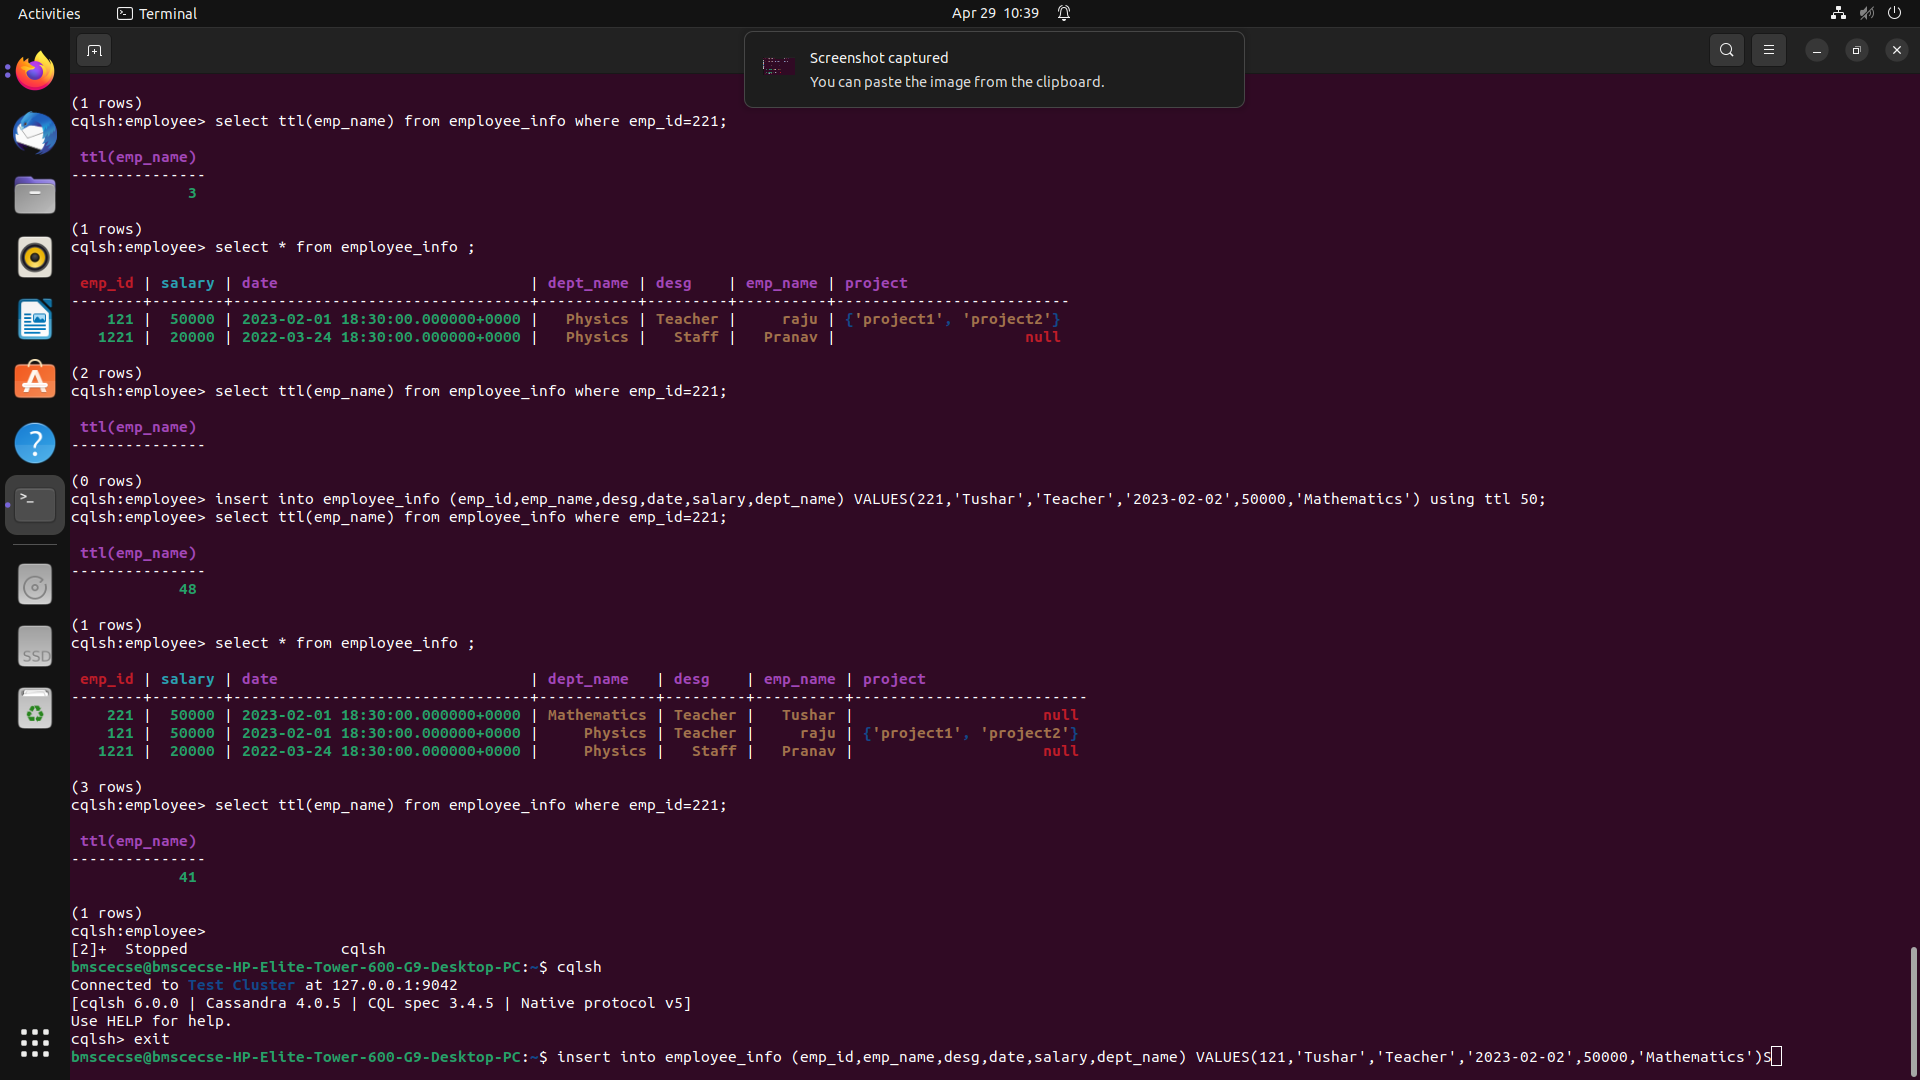 Activities
Terminal
Apr 29 10:39
Screenshot captured
You can paste the image from the clipboard.
(1 rows)
cqlsh:employee> select ttl(emp_name) from employee_info where emp_id=221;
ttl(emp_name)
---------------
3
(1 rows)
cqlsh:employee> select * from employee_info ;
emp_id | salary | date                            | dept_name | desg    | emp_name | project
--------+--------+---------------------------------+-----------+---------+----------+--------------------------
121 |  50000 | 2023-02-01 18:30:00.000000+0000 |   Physics | Teacher |     raju | {'project1', 'project2'}
1221 |  20000 | 2022-03-24 18:30:00.000000+0000 |   Physics |   Staff |   Pranav |                     null
(2 rows)
cqlsh:employee> select ttl(emp_name) from employee_info where emp_id=221;
ttl(emp_name)
---------------
(0 rows)
cqlsh:employee> insert into employee_info (emp_id,emp_name,desg,date,salary,dept_name) VALUES(221,'Tushar','Teacher','2023-02-02',50000,'Mathematics') using ttl 50;
cqlsh:employee> select ttl(emp_name) from employee_info where emp_id=221;
ttl(emp_name)
---------------
48
(1 rows)
cqlsh:employee> select * from employee_info ;
emp_id | salary | date                            | dept_name   | desg    | emp_name | project
--------+--------+---------------------------------+-------------+---------+----------+--------------------------
221 |  50000 | 2023-02-01 18:30:00.000000+0000 | Mathematics | Teacher |   Tushar |                     null
121 |  50000 | 2023-02-01 18:30:00.000000+0000 |     Physics | Teacher |     raju | {'project1', 'project2'}
1221 |  20000 | 2022-03-24 18:30:00.000000+0000 |     Physics |   Staff |   Pranav |                     null
(3 rows)
cqlsh:employee> select ttl(emp_name) from employee_info where emp_id=221;
ttl(emp_name)
---------------
41
(1 rows)
cqlsh:employee>
[2]+  Stopped                 cqlsh
bmscecse@bmscecse-HP-Elite-Tower-600-G9-Desktop-PC:~$ cqlsh
Connected to Test Cluster at 127.0.0.1:9042
[cqlsh 6.0.0 | Cassandra 4.0.5 | CQL spec 3.4.5 | Native protocol v5]
Use HELP for help.
cqlsh> exit
bmscecse@bmscecse-HP-Elite-Tower-600-G9-Desktop-PC:~$ insert into employee_info (emp_id,emp_name,desg,date,salary,dept_name) VALUES(121,'Tushar','Teacher','2023-02-02',50000,'Mathematics')S
SSD